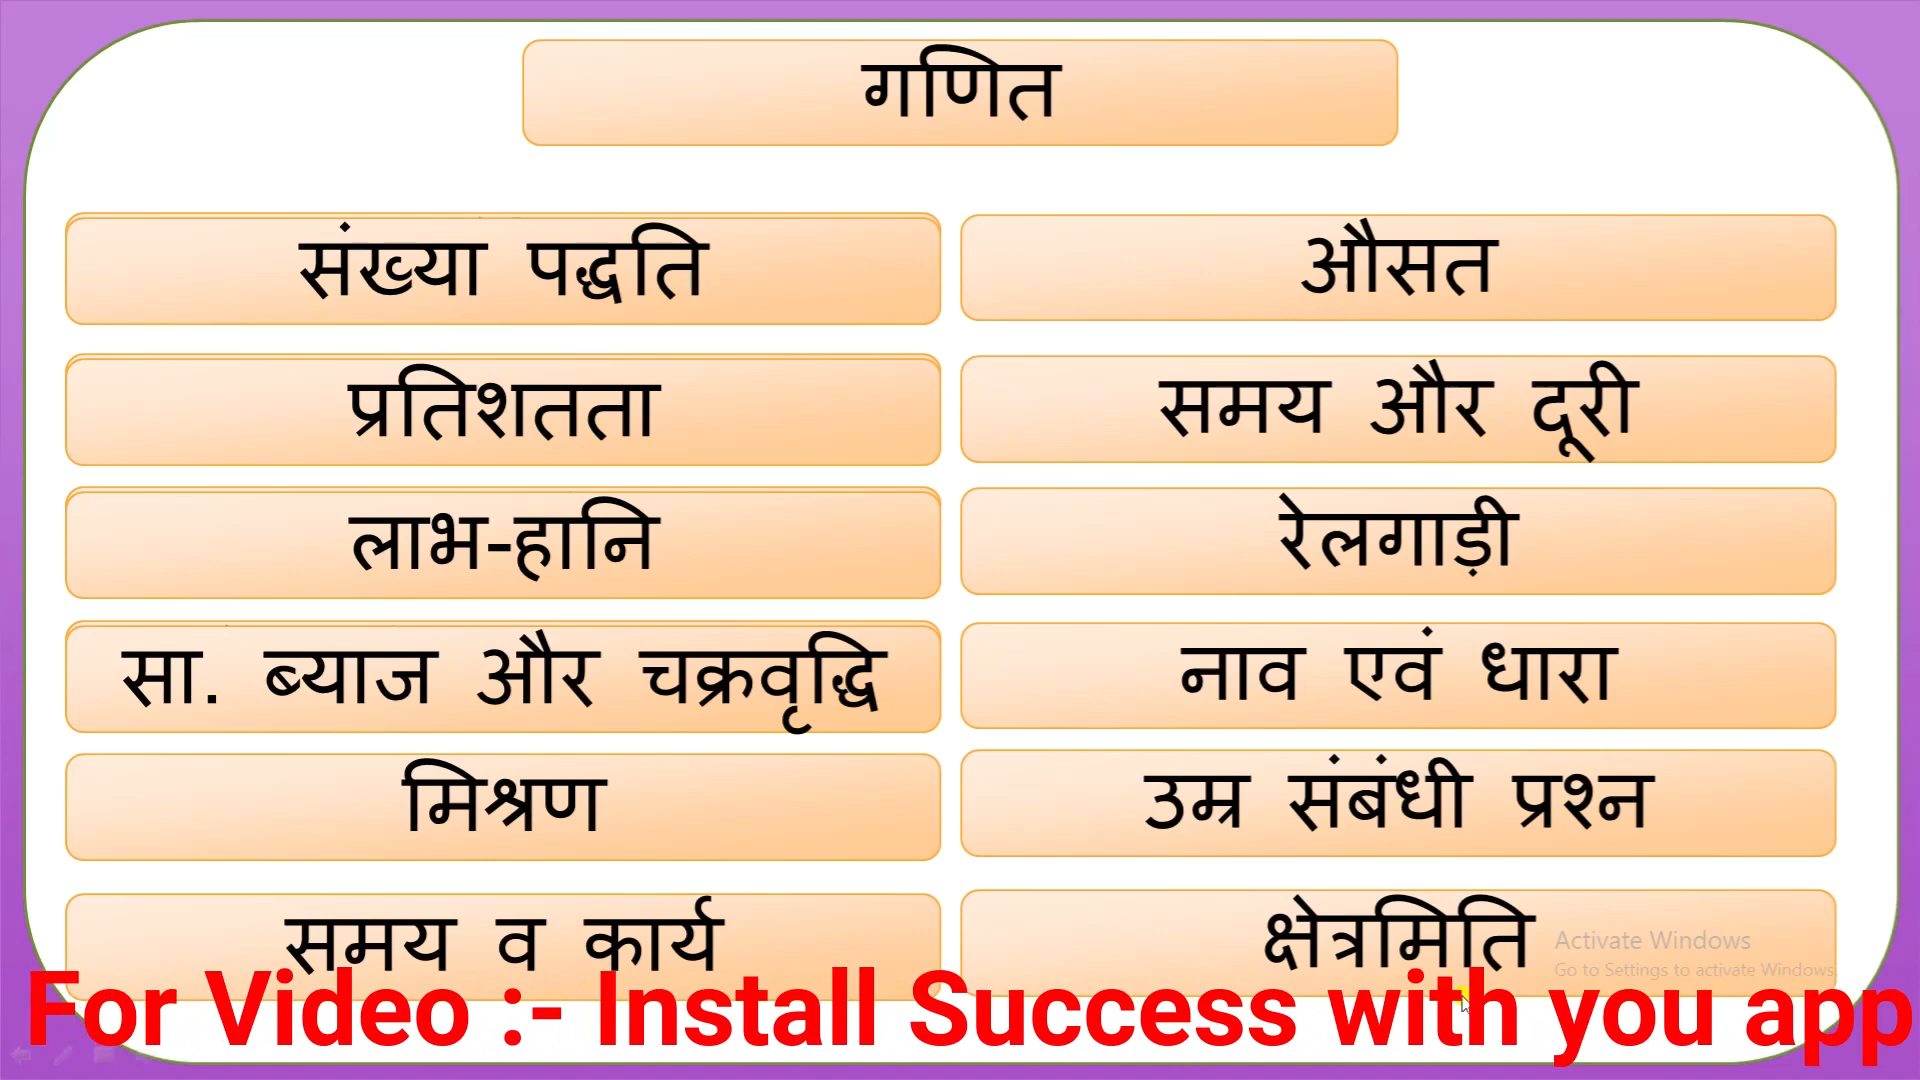 गणित
संख्या पद्धति
औसत
प्रतिशतता
समय और दूरी
लाभ-हानि
रेलगाड़ी
सा. ब्याज और चक्रवृद्धि
नाव एवं धारा
मिश्रण
उम्र संबंधी प्रश्न
समय व कार्य
क्षेत्रमिति
Activate Windows
Go to Settings to activate Windows.
For Video :- Install Success with you app